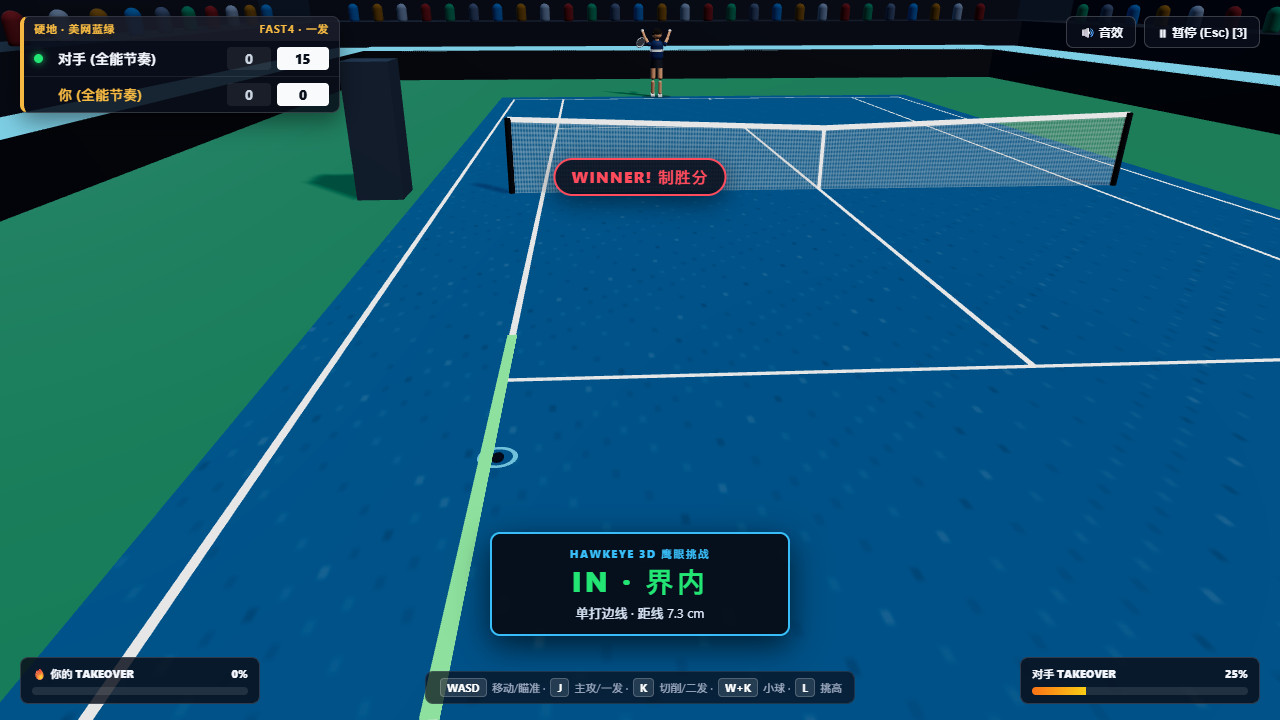 硬地 · 美网蓝绿 FAST4 · 一发
对手 (全能节奏) 0 15
你 (全能节奏) 0 0
音效
暂停 (Esc) [3]
WINNER! 制胜分
HAWKEYE 3D 鹰眼挑战
IN · 界内
单打边线 · 距线 7.3 cm
你的 TAKEOVER 0%
WASD 移动/瞄准 · J 主攻/一发 · K 切削/二发 · W+K 小球 · L 挑高
对手 TAKEOVER 25%